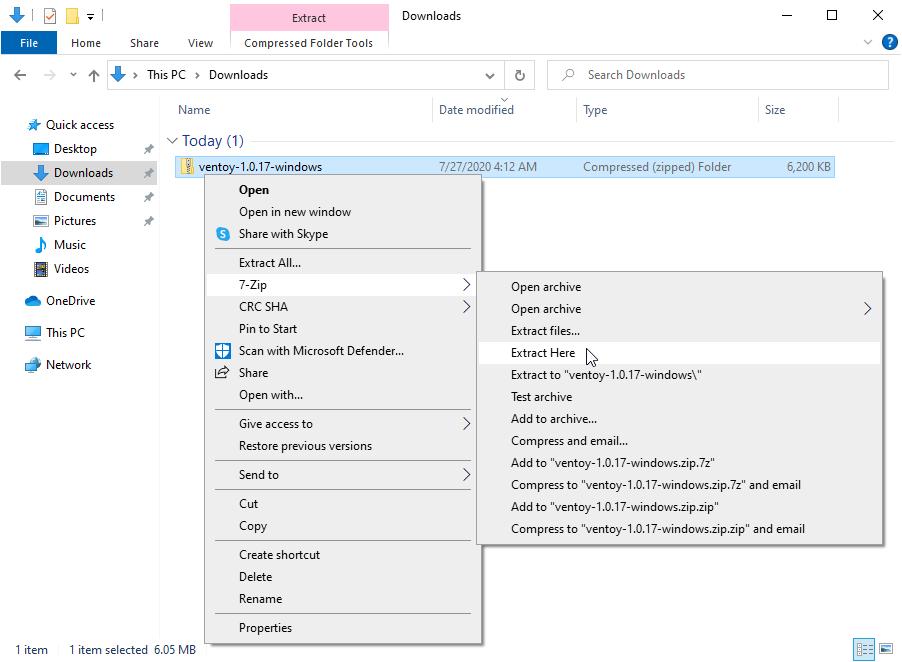 Extract
Downloads
File
Home
Share
View
Compressed Folder Tools
?
This PC
Downloads
Search Downloads
Name
Date modified
Type
Size
Quick access
Desktop
Downloads
Documents
Pictures
Music
Videos
OneDrive
This PC
Network
Today (1)
ventoy-1.0.17-windows 7/27/2020 4:12 AM Compressed (zipped) Folder 6,200 KB
Open
Open in new window
Share with Skype
Extract All...
7-Zip
CRC SHA
Pin to Start
Scan with Microsoft Defender...
Share
Open with...
Give access to
Restore previous versions
Send to
Cut
Copy
Create shortcut
Delete
Rename
Properties
Open archive
Open archive
Extract files...
Extract Here
Extract to "ventoy-1.0.17-windows\"
Test archive
Add to archive...
Compress and email...
Add to "ventoy-1.0.17-windows.zip.7z"
Compress to "ventoy-1.0.17-windows.zip.7z" and email
Add to "ventoy-1.0.17-windows.zip.zip"
Compress to "ventoy-1.0.17-windows.zip.zip" and email
1 item
1 item selected 6.05 MB